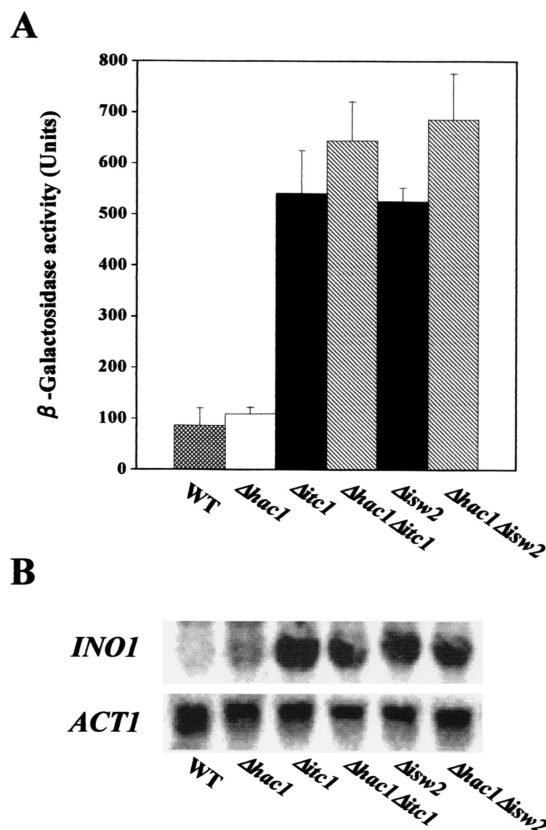 A
β-Galactosidase activity (Units)
800
700
600
500
400
300
200
100
0
WT
Δhac1
Δitc1
Δhac1Δitc1
Δisw2
Δhac1Δisw2
B
INO1
ACT1
WT
Δhac1
Δitc1
Δhac1Δitc1
Δisw2
Δhac1Δisw2